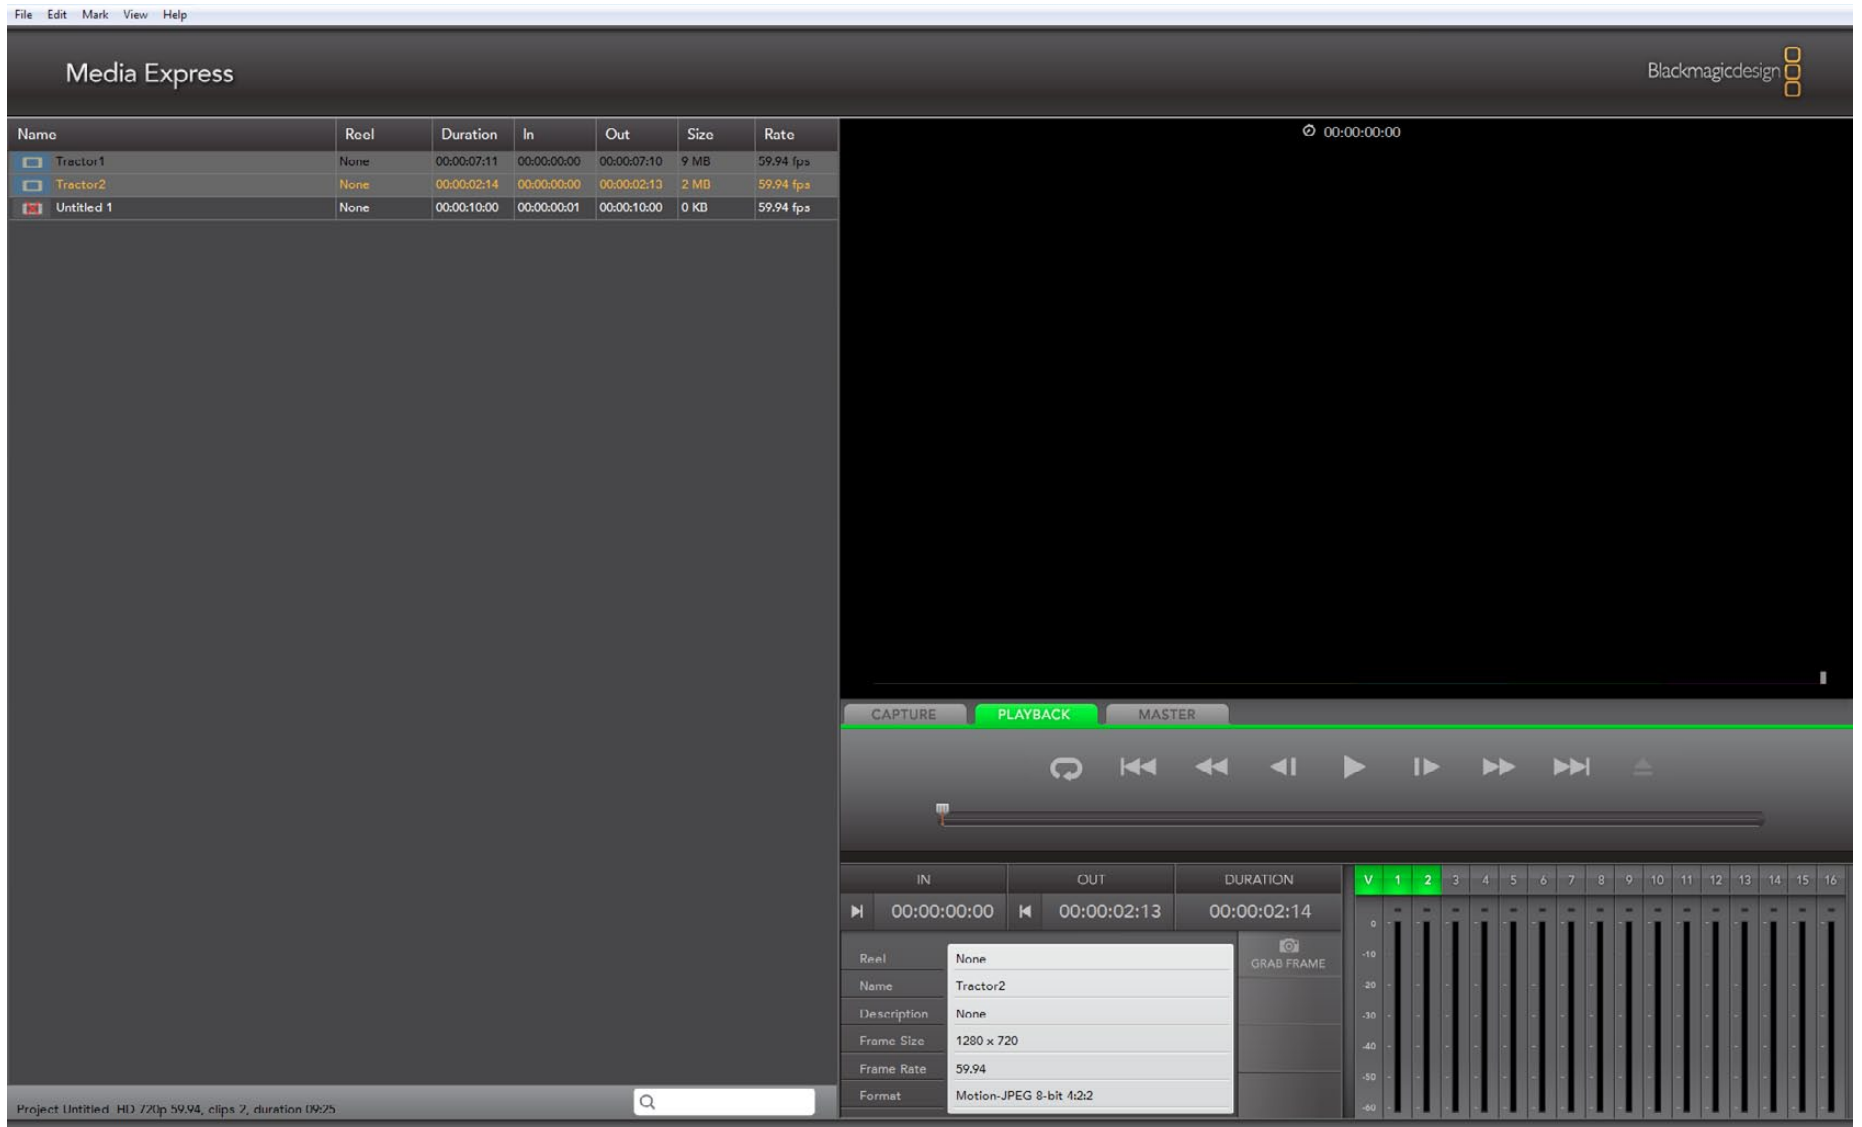 File Edit Mark View Help
Media Express
Blackmagicdesign
Name Reel Duration In Out Size Rate
Tractor1 None 00:00:07:11 00:00:00:00 00:00:07:10 9 MB 59.94 fps
Tractor2 None 00:00:02:14 00:00:00:00 00:00:02:13 2 MB 59.94 fps
Untitled 1 None 00:00:10:00 00:00:00:01 00:00:10:00 0 KB 59.94 fps
00:00:00:00
CAPTURE PLAYBACK MASTER
IN OUT DURATION
00:00:00:00 00:00:02:13 00:00:02:14
Reel None
Name Tractor2
Description None
Frame Size 1280 x 720
Frame Rate 59.94
Format Motion-JPEG 8-bit 4:2:2
GRAB FRAME
V 1 2 3 4 5 6 7 8 9 10 11 12 13 14 15 16
0
-10
-20
-30
-40
-50
-60
Project Untitled HD 720p 59.94, clips 2, duration 09:25